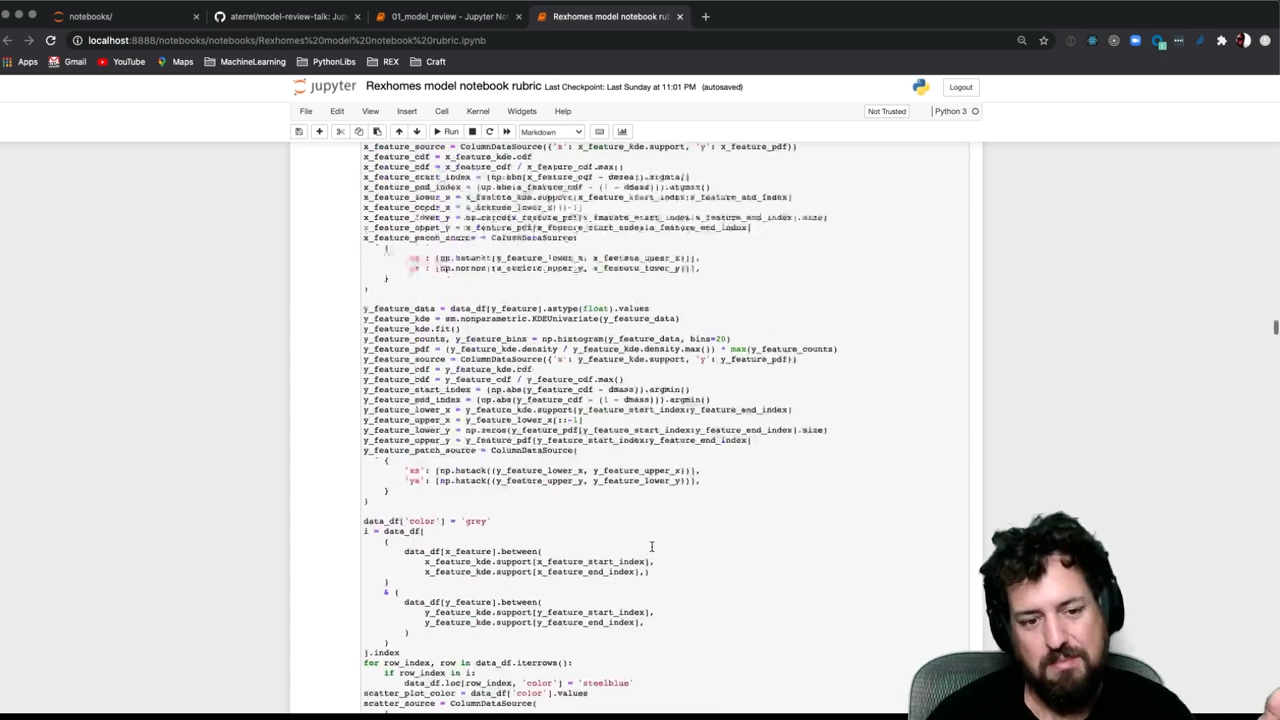 notebooks/
aterrel/model-review-talk: Jup
01_model_review - Jupyter Not
Rexhomes model notebook rub
localhost:8888/notebooks/notebooks/Rexhomes%20model%20notebook%20rubric.ipynb
Apps Gmail YouTube Maps MachineLearning PythonLibs REX Craft
jupyter Rexhomes model notebook rubric Last Checkpoint: Last Sunday at 11:01 PM (autosaved) Logout
File Edit View Insert Cell Kernel Widgets Help Not Trusted Python 3
Run Markdown
x_feature_source = ColumnDataSource({'x': x_feature_kde.support, 'y': x_feature_pdf})
x_feature_cdf = x_feature_kde.cdf
x_feature_cdf = x_feature_cdf / x_feature_cdf.max()
{
}
)
y_feature_data = data_df[y_feature].astype(float).values
y_feature_kde = sm.nonparametric.KDEUnivariate(y_feature_data)
y_feature_kde.fit()
y_feature_counts, y_feature_bins = np.histogram(y_feature_data, bins=20)
y_feature_pdf = (y_feature_kde.density / y_feature_kde.density.max()) * max(y_feature_counts)
y_feature_source = ColumnDataSource({'x': y_feature_kde.support, 'y': y_feature_pdf})
y_feature_cdf = y_feature_kde.cdf
y_feature_cdf = y_feature_cdf / y_feature_cdf.max()
y_feature_start_index = (np.abs(y_feature_cdf - dmass)).argmin()
y_feature_end_index = (np.abs(y_feature_cdf - (1 - dmass))).argmin()
y_feature_lower_x = y_feature_kde.support[y_feature_start_index:y_feature_end_index]
y_feature_upper_x = y_feature_lower_x[::-1]
y_feature_lower_y = np.zeros(y_feature_pdf[y_feature_start_index:y_feature_end_index].size)
y_feature_upper_y = y_feature_pdf[y_feature_start_index:y_feature_end_index]
y_feature_patch_source = ColumnDataSource(
{
'xs': [np.hstack((y_feature_lower_x, y_feature_upper_x))],
'ys': [np.hstack((y_feature_upper_y, y_feature_lower_y))],
}
)
data_df['color'] = 'grey'
i = data_df[
(
data_df[x_feature].between(
x_feature_kde.support[x_feature_start_index],
x_feature_kde.support[x_feature_end_index],)
)
& (
data_df[y_feature].between(
y_feature_kde.support[y_feature_start_index],
y_feature_kde.support[y_feature_end_index],
)
)
].index
for row_index, row in data_df.iterrows():
if row_index in i:
data_df.loc[row_index, 'color'] = 'steelblue'
scatter_plot_color = data_df['color'].values
scatter_source = ColumnDataSource(